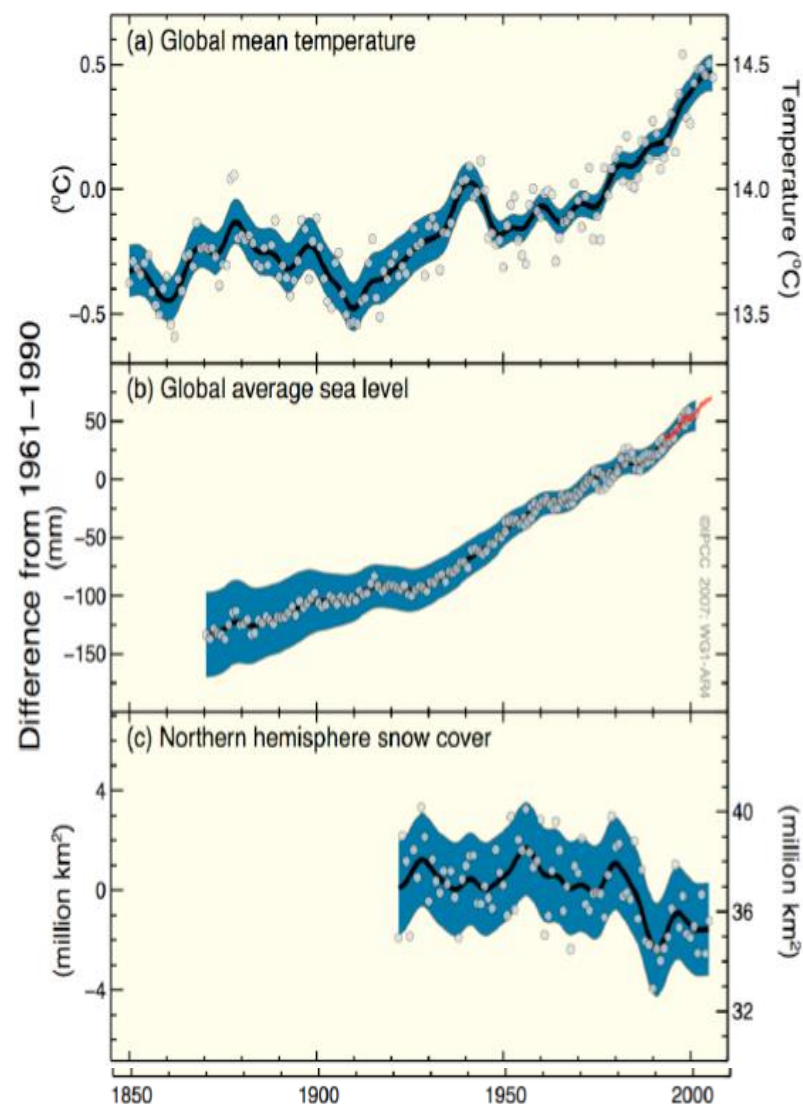 (a) Global mean temperature
0.5
0.0
−0.5
(°C)
14.5
14.0
13.5
Temperature (°C)
Difference from 1961−1990
(b) Global average sea level
50
0
−50
−100
−150
(mm)
©IPCC 2007: WG1-AR4
(c) Northern hemisphere snow cover
4
0
−4
(million km²)
40
36
32
(million km²)
1850
1900
1950
2000